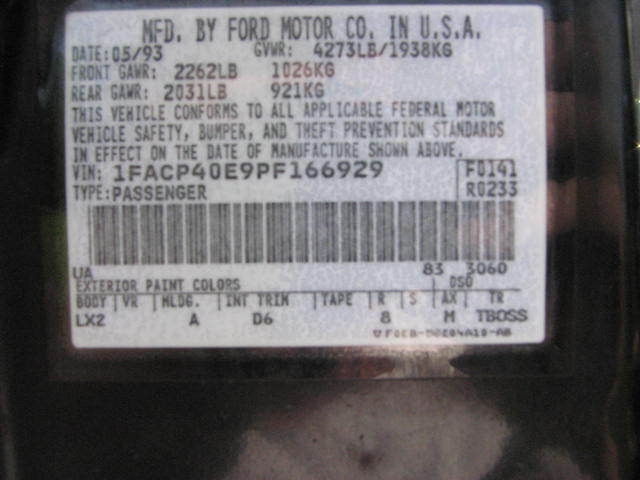 MFD. BY FORD MOTOR CO. IN U.S.A.
DATE: 05/93 GVWR: 4273LB/1938KG
FRONT GAWR: 2262LB 1026KG
REAR GAWR: 2031LB 921KG
THIS VEHICLE CONFORMS TO ALL APPLICABLE FEDERAL MOTOR
VEHICLE SAFETY, BUMPER, AND THEFT PREVENTION STANDARDS
IN EFFECT ON THE DATE OF MANUFACTURE SHOWN ABOVE.
VIN: 1FACP40E9PF166929 F0141
TYPE: PASSENGER R0233
UA 83 3060
EXTERIOR PAINT COLORS DSO
BODY VR MLDG. INT TRIM TAPE R S AX TR
LX2 A D6 8 M TBOSS